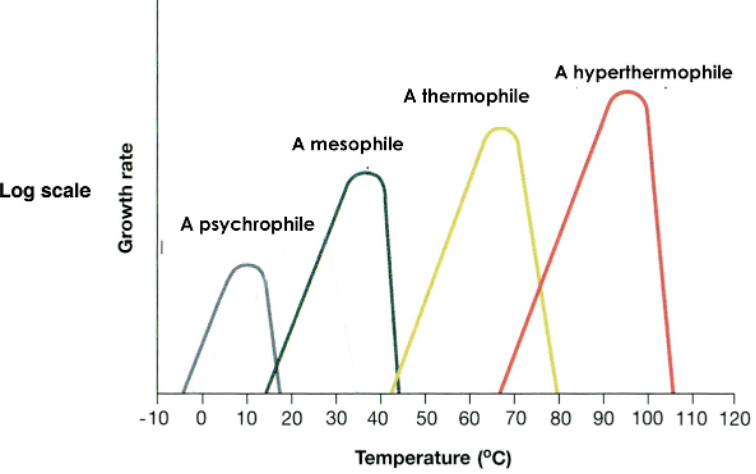 A hyperthermophile
A thermophile
A mesophile
A psychrophile
Log scale
Growth rate
-10 0 10 20 30 40 50 60 70 80 90 100 110 120
Temperature (ºC)